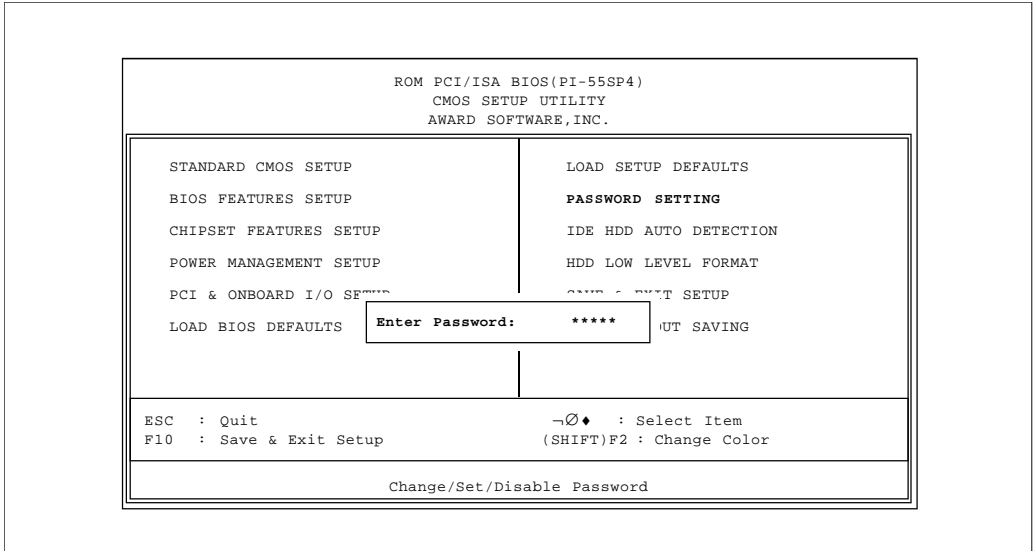 ROM PCI/ISA BIOS(PI-55SP4)
CMOS SETUP UTILITY
AWARD SOFTWARE,INC.
STANDARD CMOS SETUP
BIOS FEATURES SETUP
CHIPSET FEATURES SETUP
POWER MANAGEMENT SETUP
PCI & ONBOARD I/O SETUP
LOAD BIOS DEFAULTS
LOAD SETUP DEFAULTS
PASSWORD SETTING
IDE HDD AUTO DETECTION
HDD LOW LEVEL FORMAT
SAVE & EXIT SETUP
UT SAVING
Enter Password: *****
ESC : Quit
F10 : Save & Exit Setup
¬∅♦ : Select Item
(SHIFT)F2 : Change Color
Change/Set/Disable Password